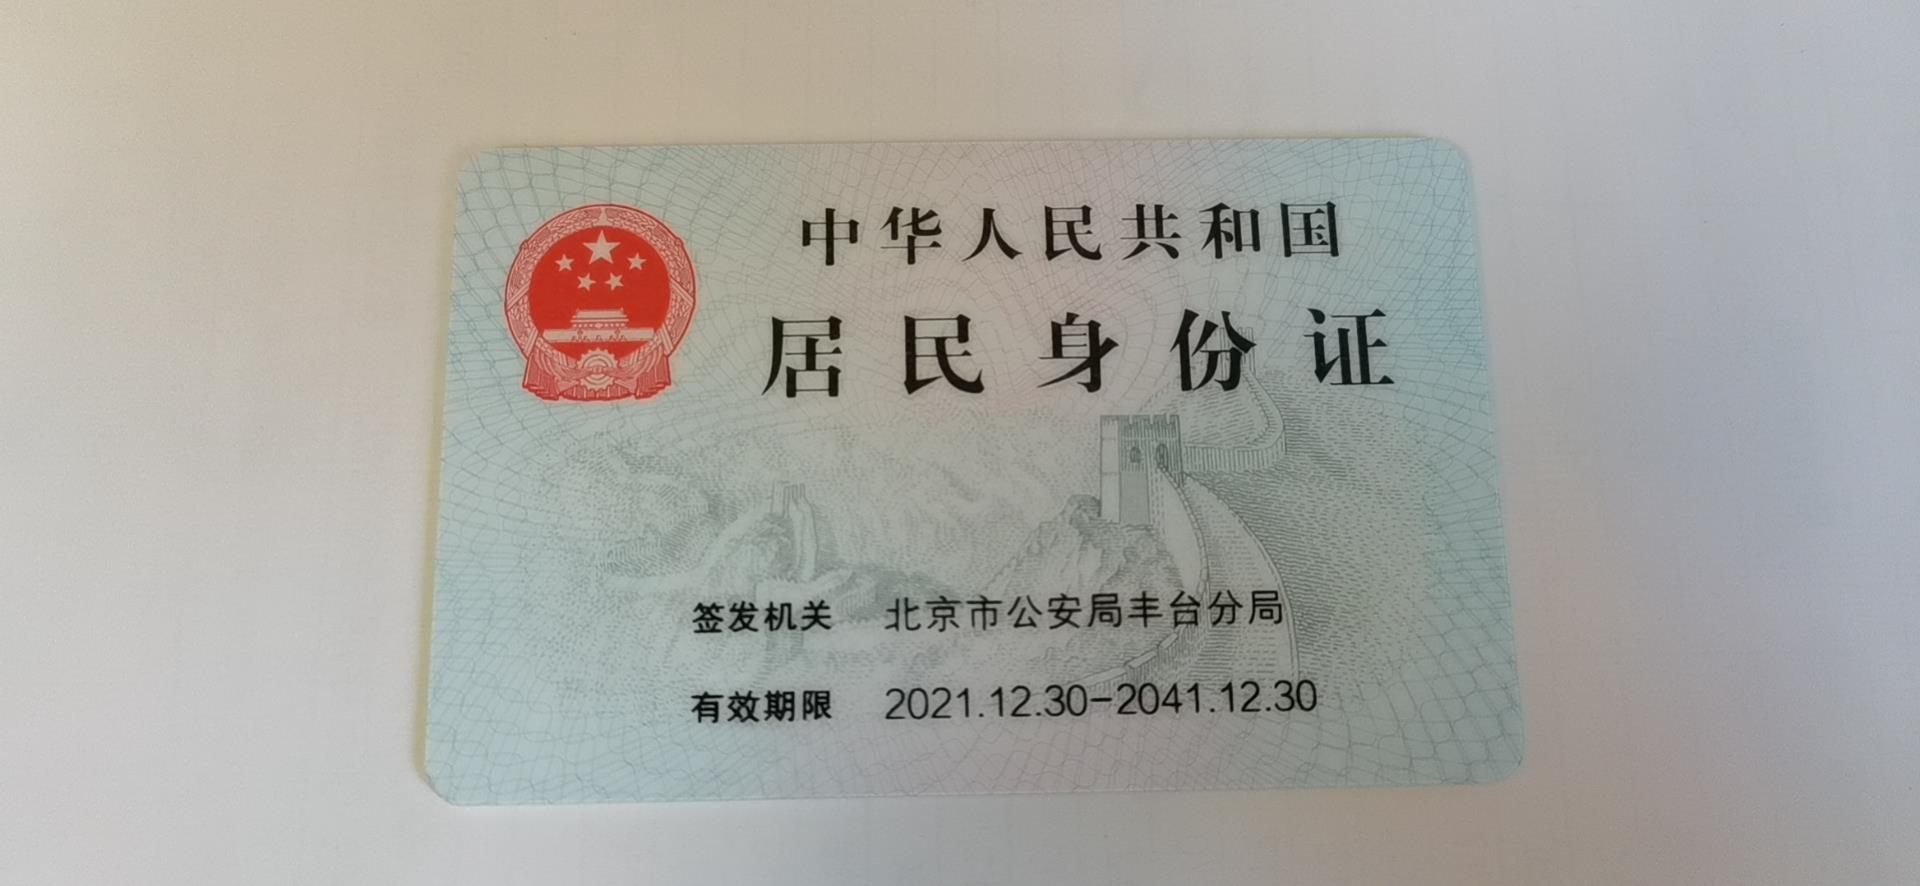 中华人民共和国
居民身份证
签发机关 北京市公安局丰台分局
有效期限 2021.12.30-2041.12.30